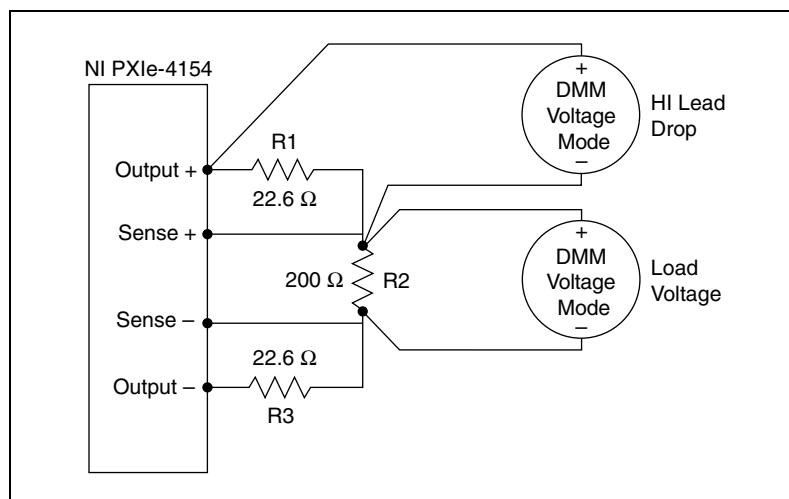 NI PXIe-4154
Output +
Sense +
Sense –
Output –
R1
22.6 Ω
200 Ω
R2
22.6 Ω
R3
+
DMM
Voltage
Mode
–
HI Lead
Drop
+
DMM
Voltage
Mode
–
Load
Voltage